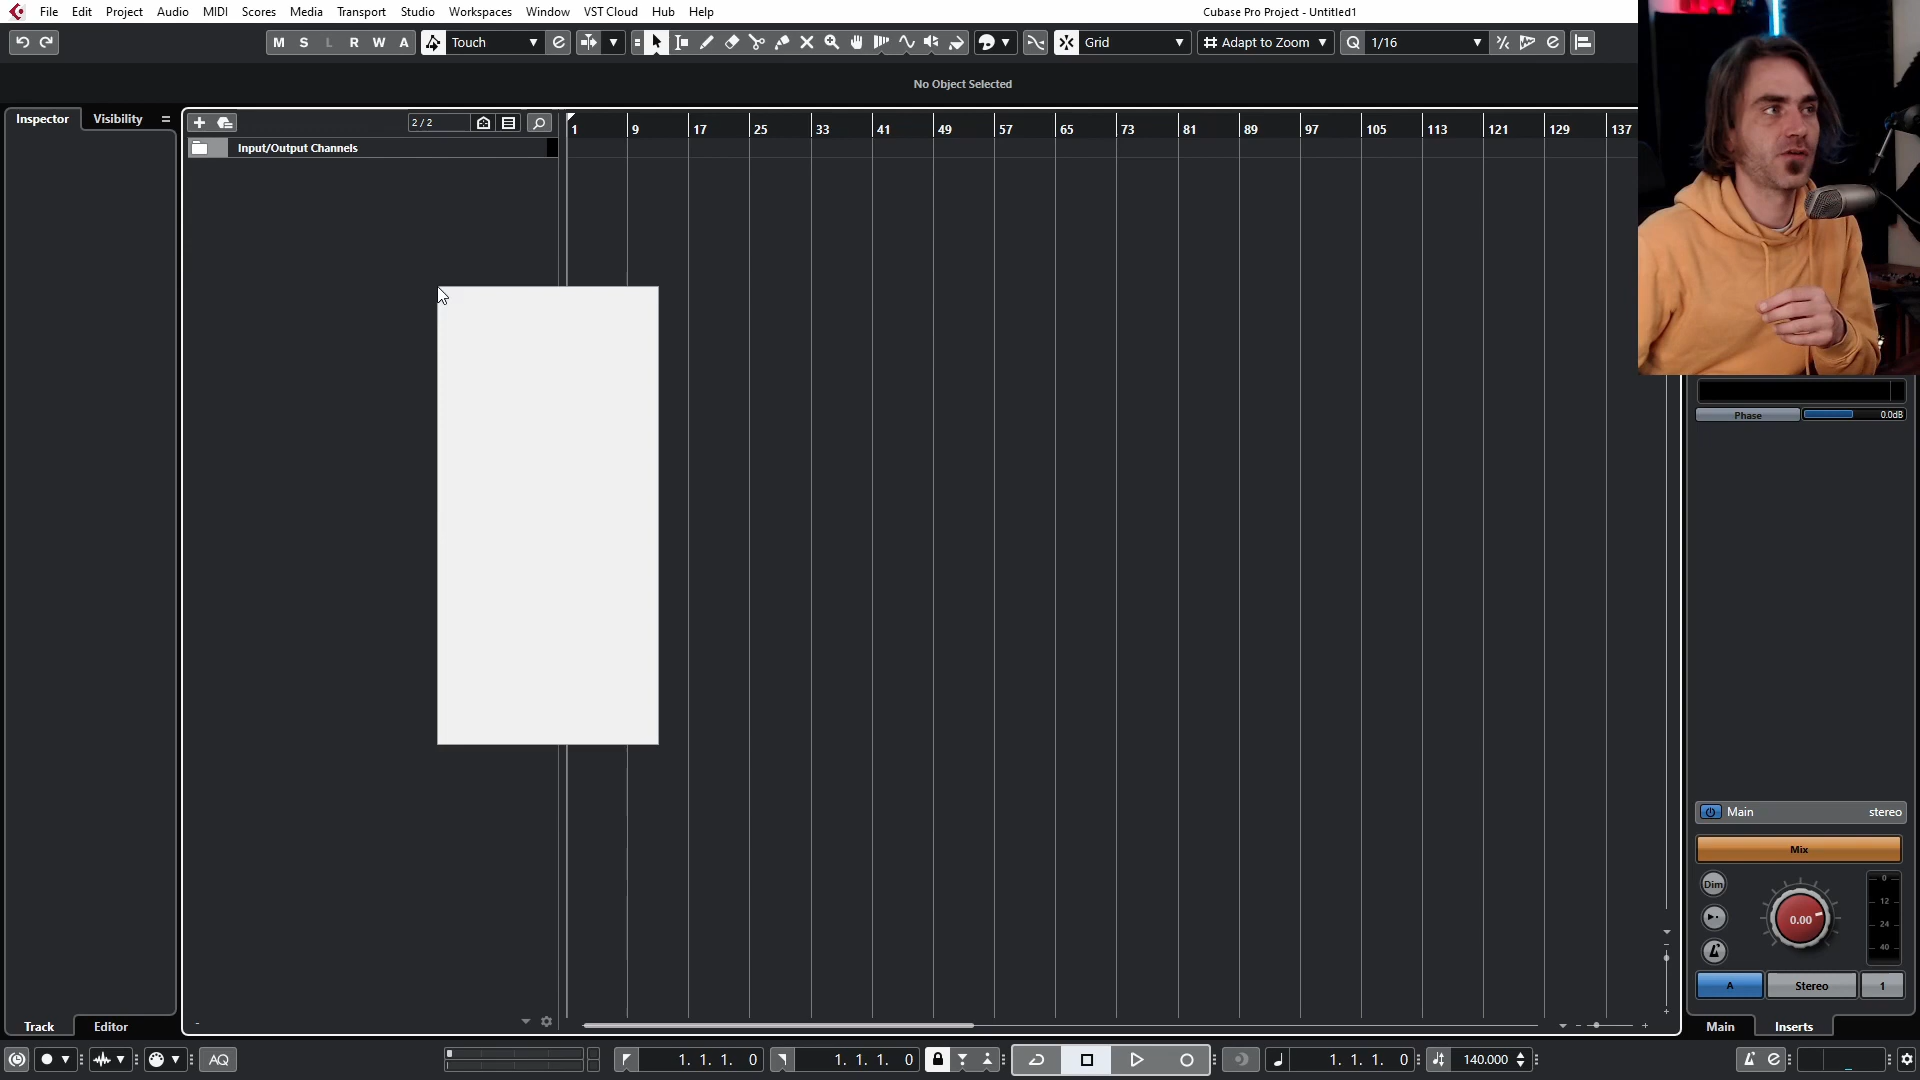 File Edit Project Audio MIDI Scores Media Transport Studio Workspaces Window VST Cloud Hub Help
Cubase Pro Project - Untitled1
M S L R W A Touch Grid Adapt to Zoom Q 1/16
No Object Selected
Inspector Visibility
2 / 2
1 9 17 25 33 41 49 57 65 73 81 89 97 105 113 121 129 137
Input/Output Channels
Phase 0.0dB
Main stereo
Mix
Dim
0.00
0
12
24
40
A Stereo 1
Track Editor
Main Inserts
AQ
1. 1. 1. 0
1. 1. 1. 0
1. 1. 1. 0
140.000